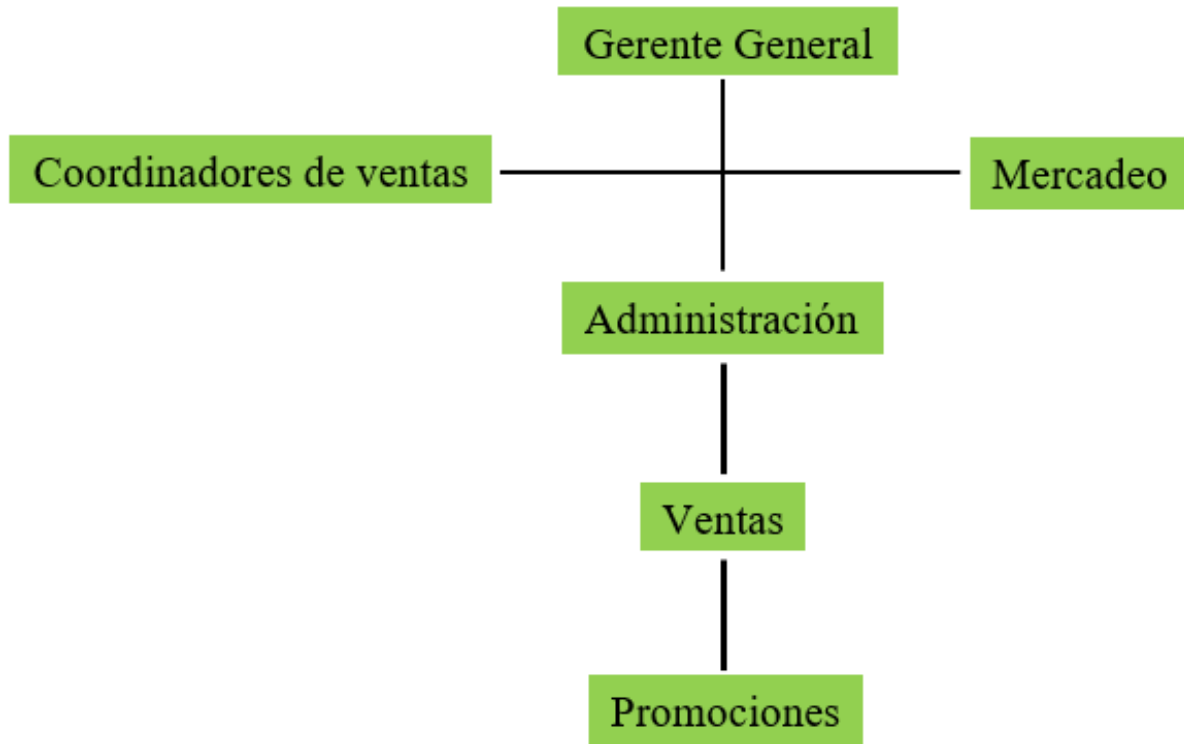 Gerente General
Coordinadores de ventas
Mercadeo
Administración
Ventas
Promociones